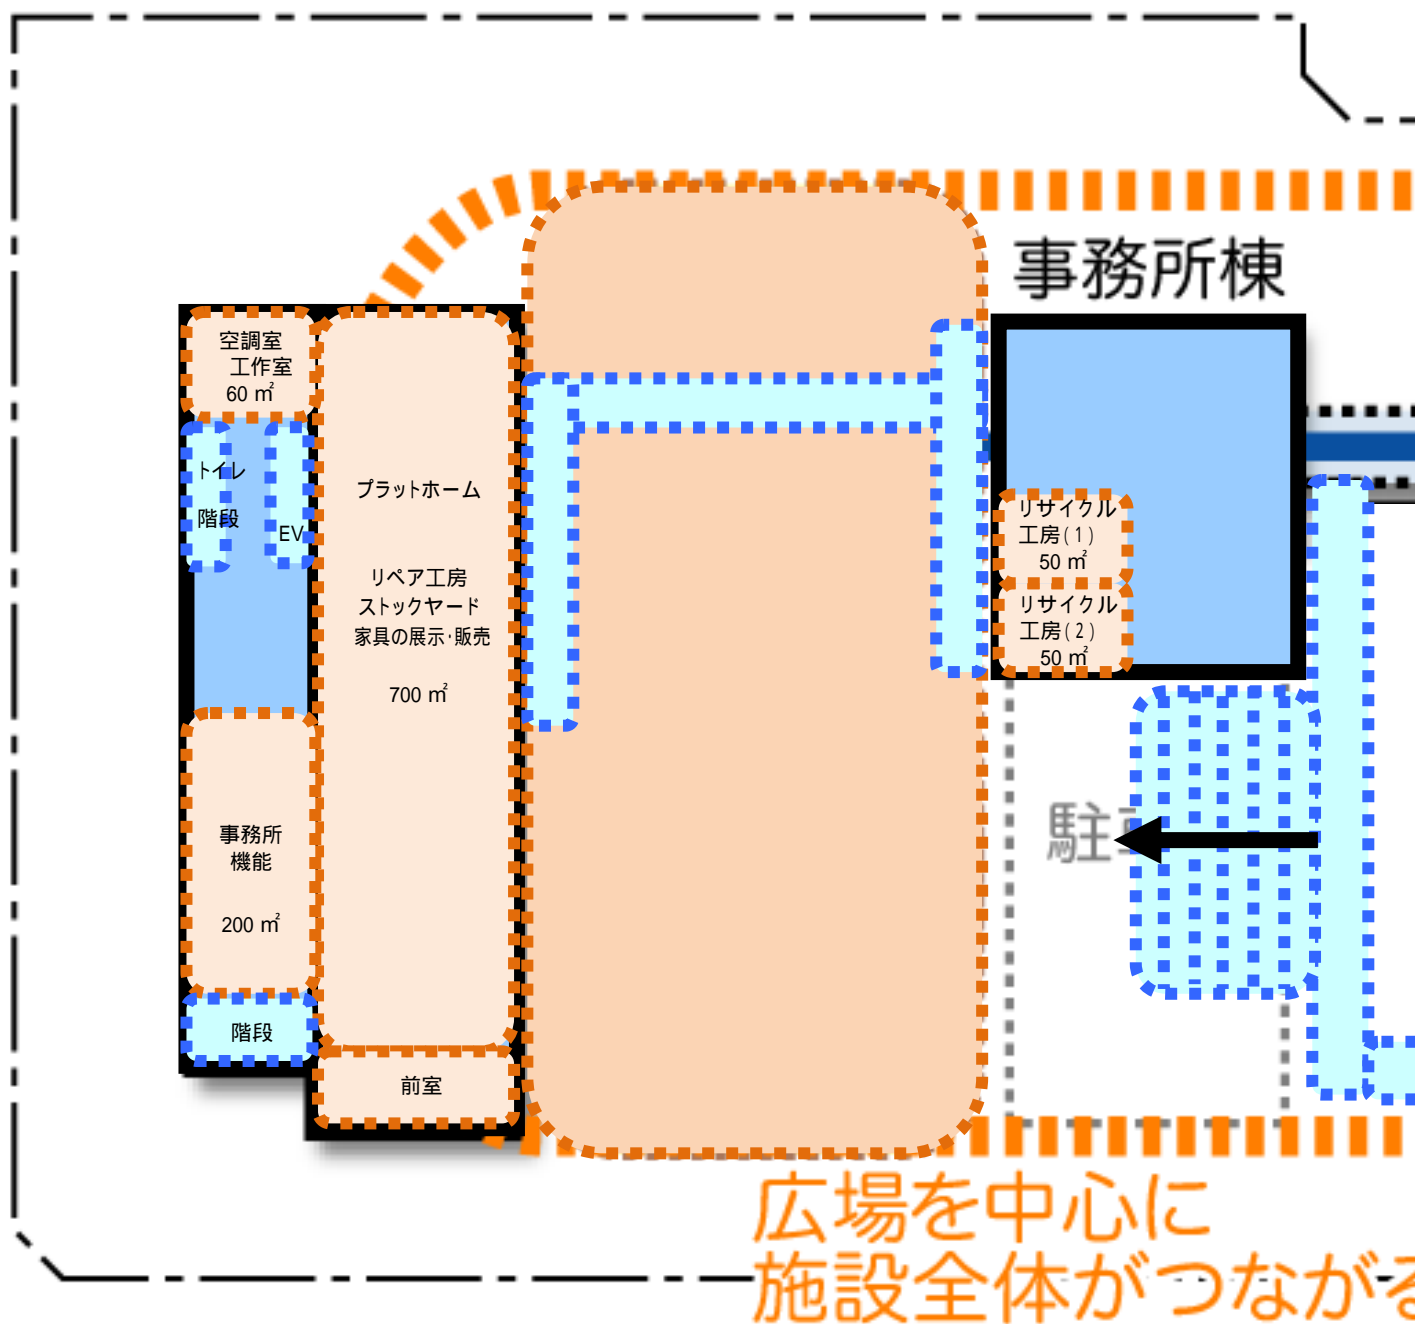 事務所棟
空調室
工作室
60 ㎡
トイレ
階段
EV
プラットホーム
リペア工房
ストックヤード
家具の展示・販売
700 ㎡
リサイクル
工房(1)
50 ㎡
リサイクル
工房(2)
50 ㎡
事務所
機能
200 ㎡
駐
階段
前室
広場を中心に
施設全体がつながる